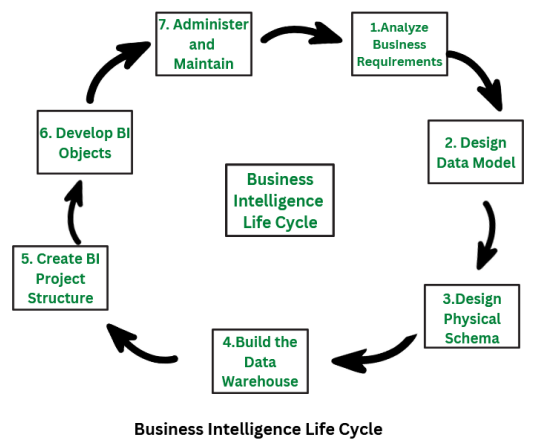 7. Administer
and
Maintain
1.Analyze
Business
Requirements
2. Design
Data Model
3.Design
Physical
Schema
4.Build the
Data
Warehouse
5. Create BI
Project
Structure
6. Develop BI
Objects
Business
Intelligence
Life Cycle
Business Intelligence Life Cycle